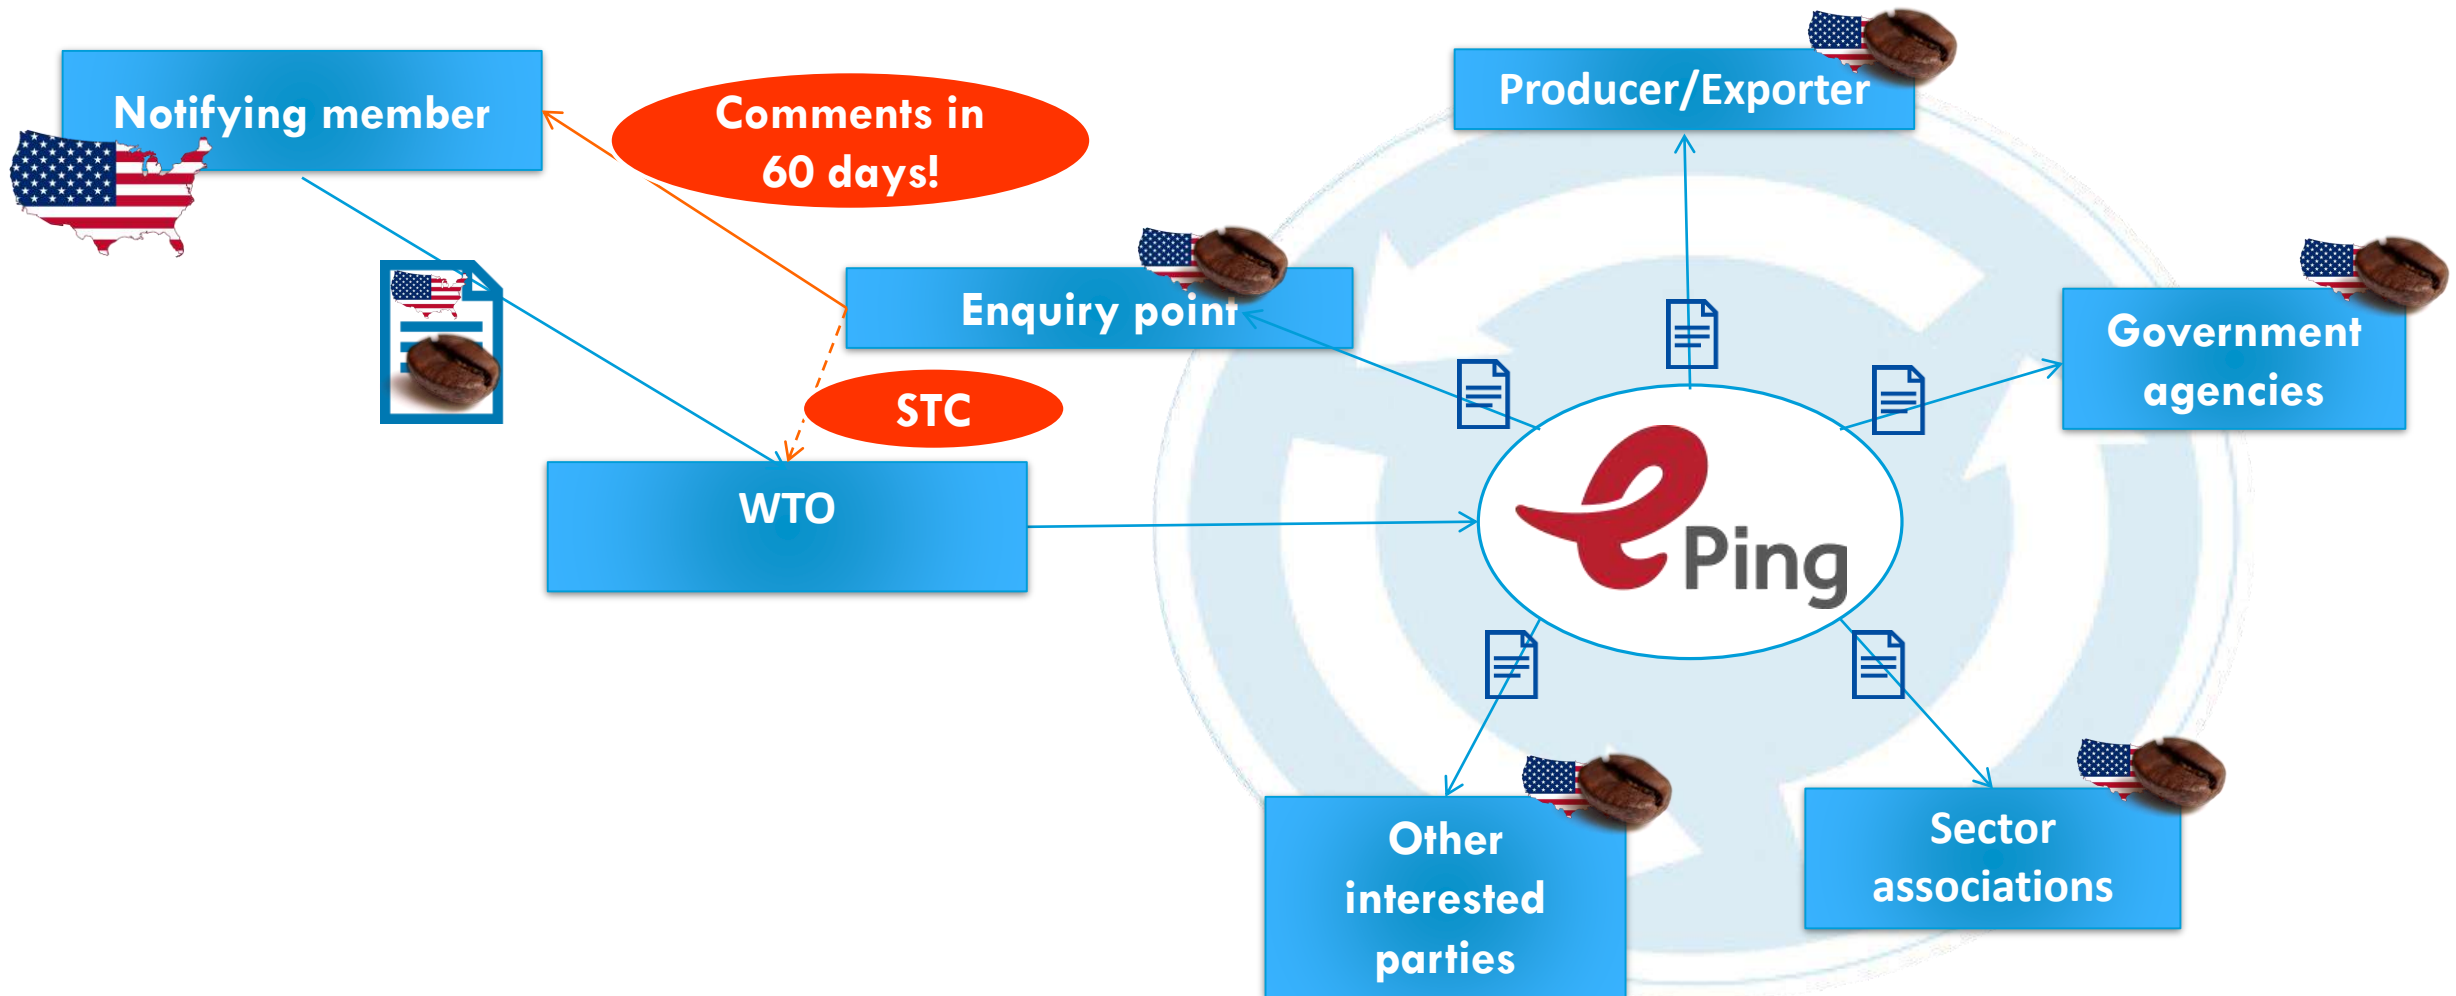 Notifying member
Comments in
60 days!
Producer/Exporter
Enquiry point
Government
agencies
STC
WTO
e
Ping
Other
interested
parties
Sector
associations